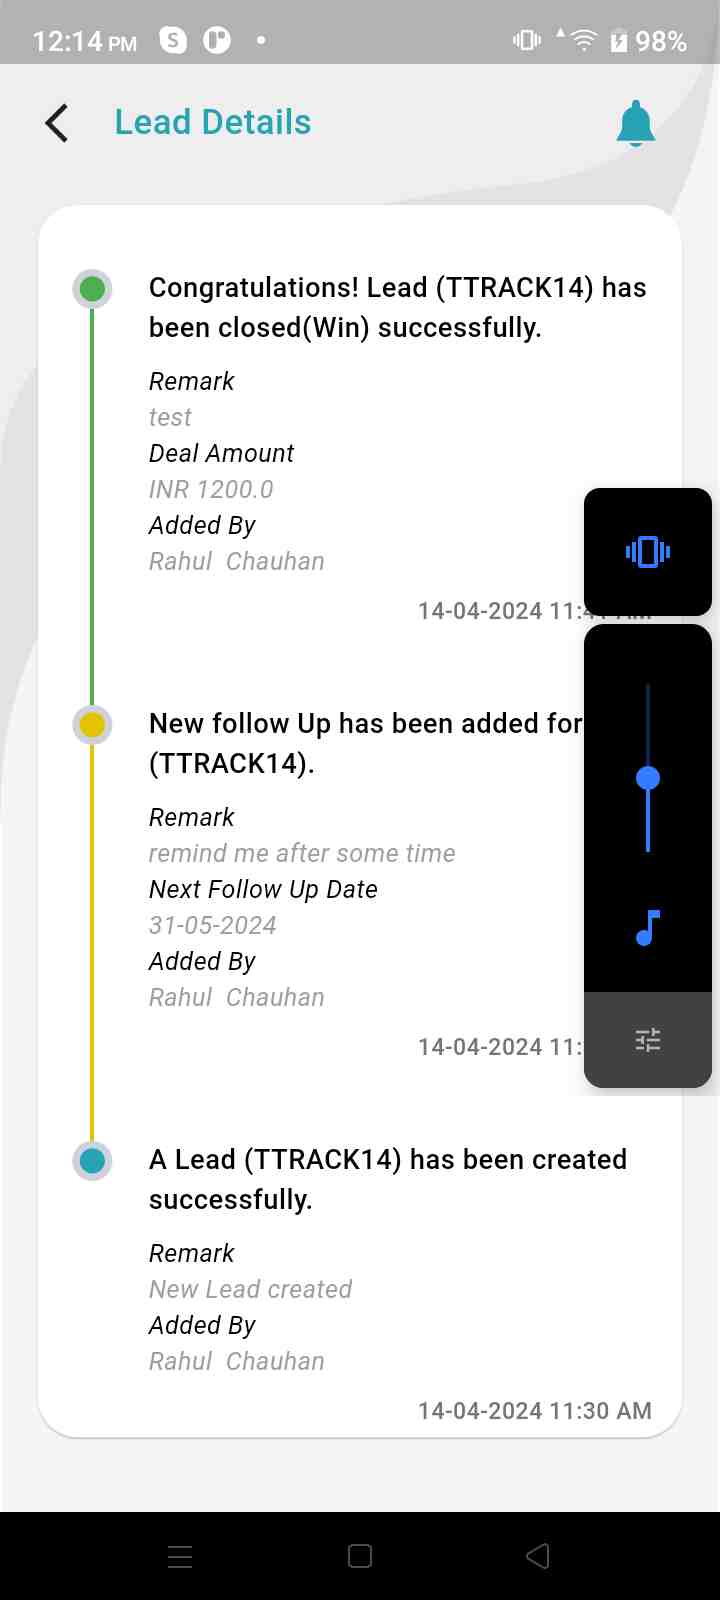 12:14 PM
98%
Lead Details
Congratulations! Lead (TTRACK14) has
been closed(Win) successfully.
Remark
test
Deal Amount
INR 1200.0
Added By
Rahul Chauhan
14-04-2024
New follow Up has been added for
(TTRACK14).
Remark
remind me after some time
Next Follow Up Date
31-05-2024
Added By
Rahul Chauhan
14-04-2024
A Lead (TTRACK14) has been created
successfully.
Remark
New Lead created
Added By
Rahul Chauhan
14-04-2024 11:30 AM